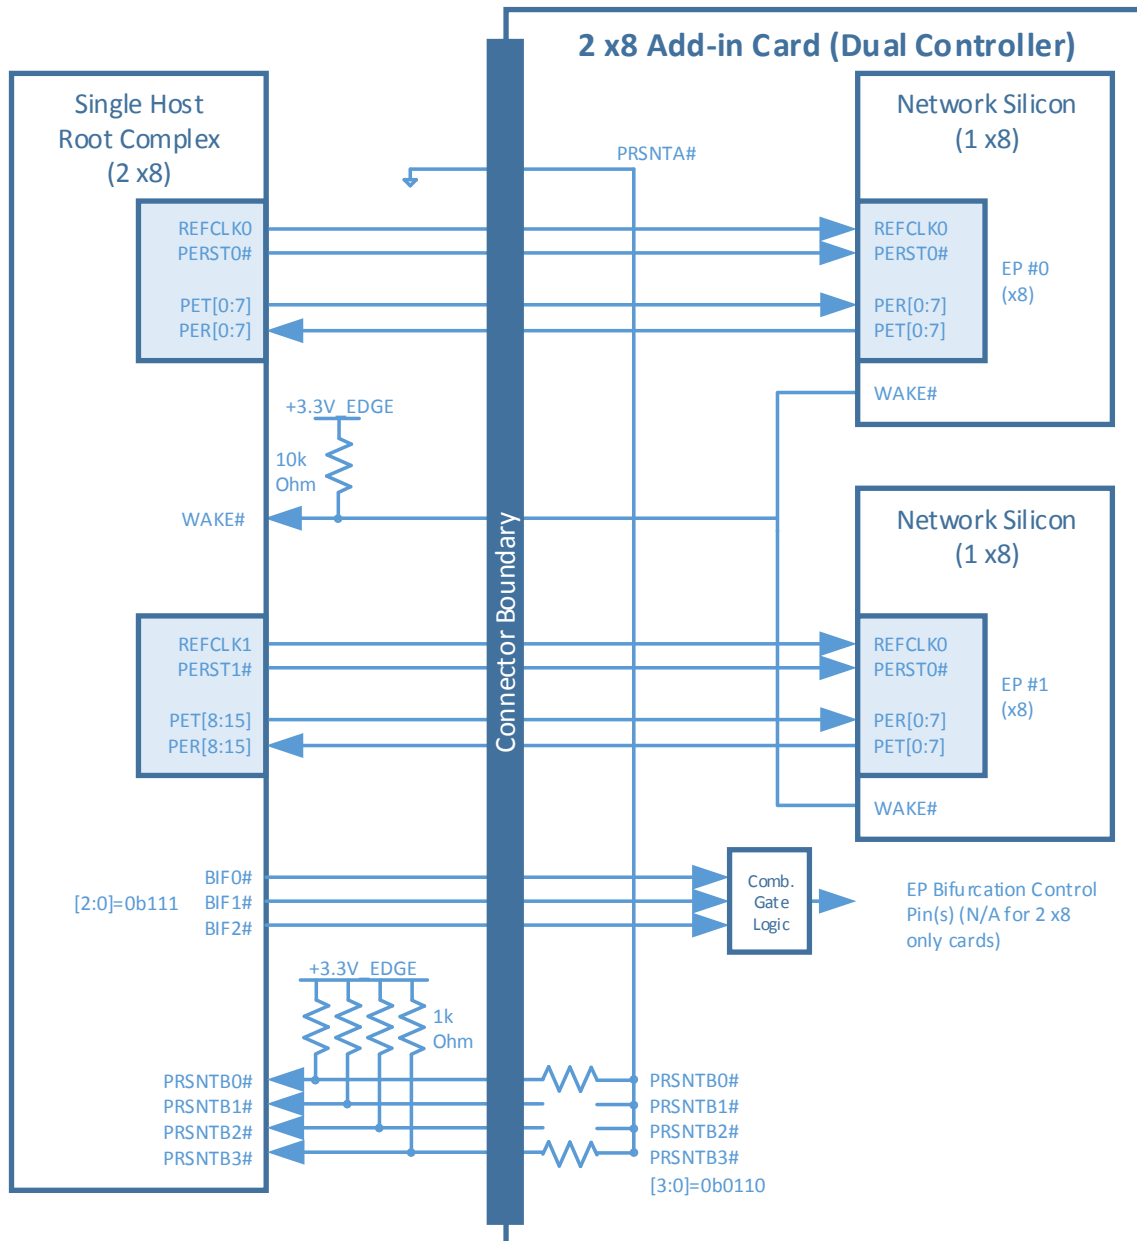 2 x8 Add-in Card (Dual Controller)
Single Host
Root Complex
(2 x8)
Network Silicon
(1 x8)
PRSNTA#
REFCLK0
PERST0#
PET[0:7]
PER[0:7]
REFCLK0
PERST0#
PER[0:7]
PET[0:7]
EP #0
(x8)
WAKE#
+3.3V_EDGE
10k
Ohm
WAKE#
Connector Boundary
Network Silicon
(1 x8)
REFCLK1
PERST1#
PET[8:15]
PER[8:15]
REFCLK0
PERST0#
PER[0:7]
PET[0:7]
EP #1
(x8)
WAKE#
[2:0]=0b111
BIF0#
BIF1#
BIF2#
Comb.
Gate
Logic
EP Bifurcation Control
Pin(s) (N/A for 2 x8
only cards)
+3.3V_EDGE
1k
Ohm
PRSNTB0#
PRSNTB1#
PRSNTB2#
PRSNTB3#
PRSNTB0#
PRSNTB1#
PRSNTB2#
PRSNTB3#
[3:0]=0b0110